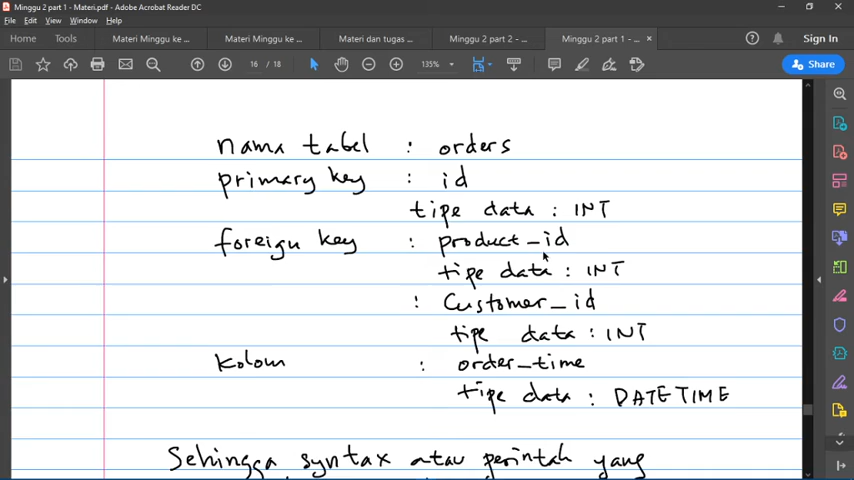 Minggu 2 part 1 - Materi.pdf - Adobe Acrobat Reader DC
File Edit View Window Help
Home Tools Materi Minggu ke ... Materi Minggu ke ... Materi dan tugas ... Minggu 2 part 2 - ... Minggu 2 part 1 - ... × Sign In
16 / 18 135% Share
nama tabel : orders
primary key : id
tipe data : INT
foreign key : product_id
tipe data : INT
: Customer_id
tipe data : INT
kolom : order_time
tipe data : DATETIME
Sehingga syntax atau perintah yang